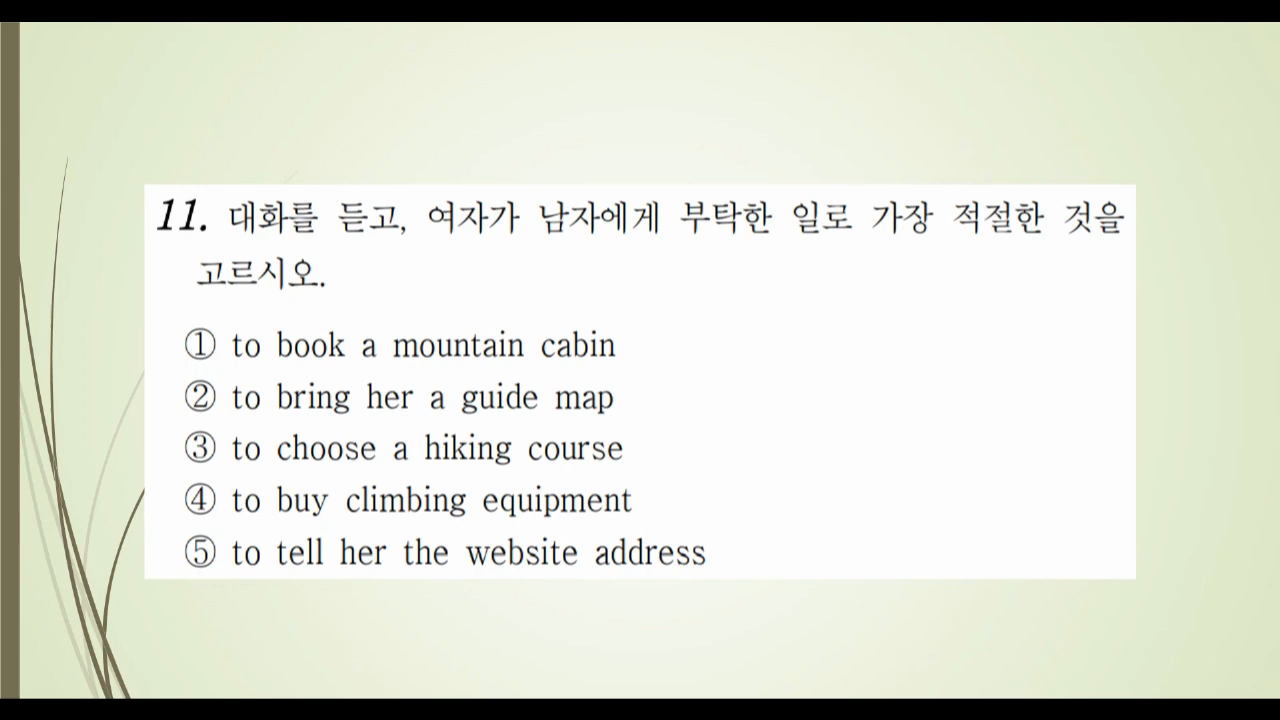 11. 대화를 듣고, 여자가 남자에게 부탁한 일로 가장 적절한 것을
고르시오.
① to book a mountain cabin
② to bring her a guide map
③ to choose a hiking course
④ to buy climbing equipment
⑤ to tell her the website address